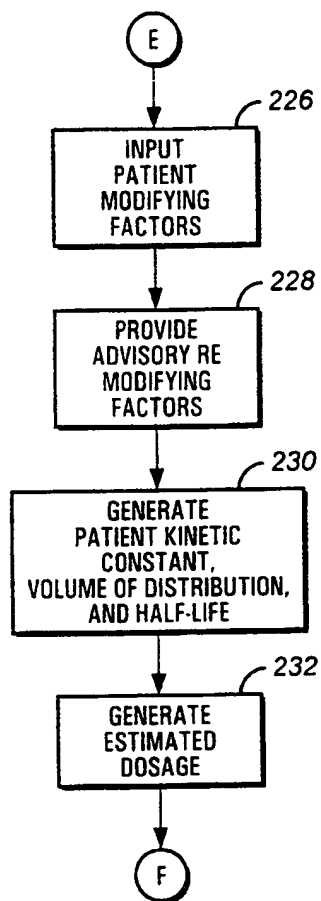 E
226
INPUT
PATIENT
MODIFYING
FACTORS
228
PROVIDE
ADVISORY RE
MODIFYING
FACTORS
230
GENERATE
PATIENT KINETIC
CONSTANT,
VOLUME OF DISTRIBUTION,
AND HALF-LIFE
232
GENERATE
ESTIMATED
DOSAGE
F